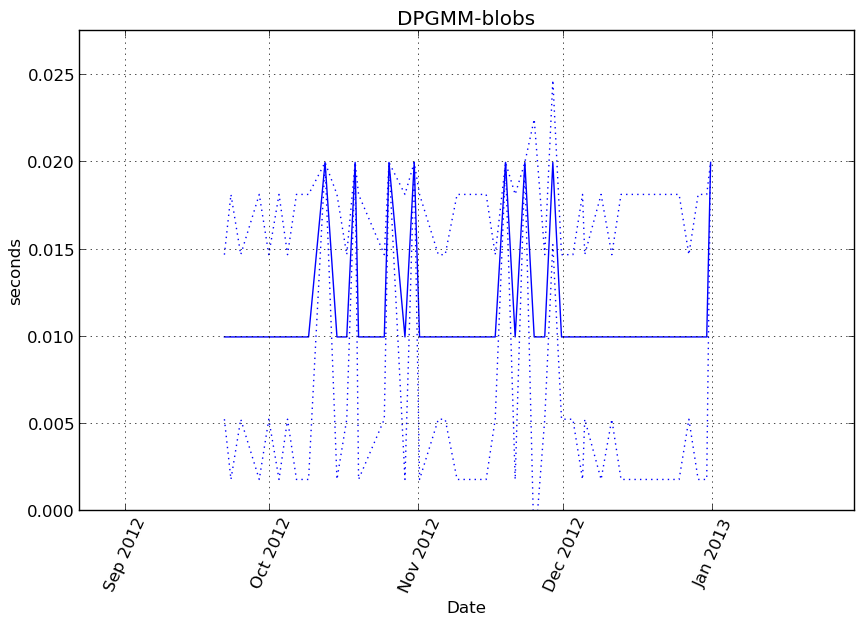 DPGMM-blobs
0.025
0.020
0.015
0.010
0.005
0.000
seconds
Sep 2012
Oct 2012
Nov 2012
Dec 2012
Jan 2013
Date